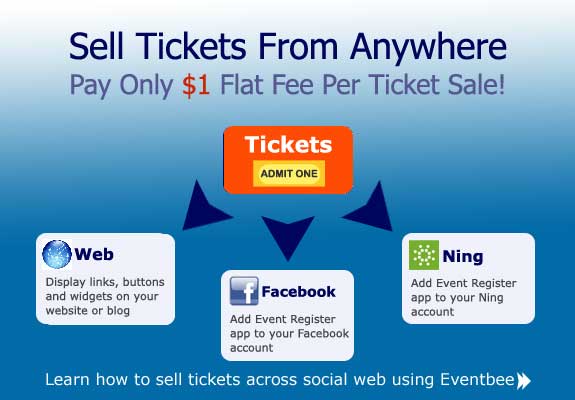 Sell Tickets From Anywhere
Pay Only $1 Flat Fee Per Ticket Sale!
Tickets
ADMIT ONE
Web
Display links, buttons
and widgets on your
website or blog
Facebook
Add Event Register
app to your Facebook
account
Ning
Add Event Register
app to your Ning
account
Learn how to sell tickets across social web using Eventbee